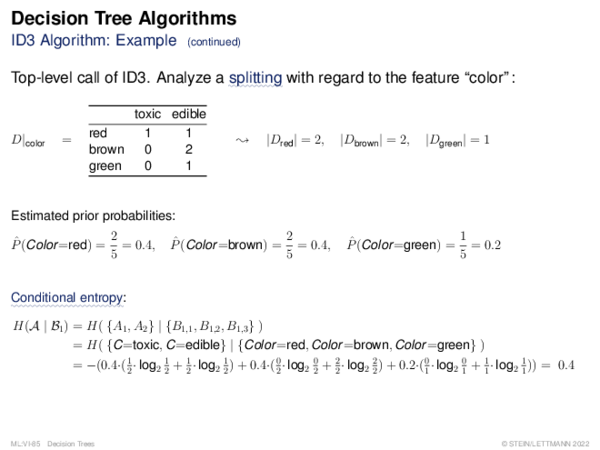 Decision Tree Algorithms
ID3 Algorithm: Example (continued)
Top-level call of ID3. Analyze a splitting with regard to the feature “color”:
toxic edible
red 1 1
D|color = brown 0 2 ⇝ |Dred| = 2, |Dbrown| = 2, |Dgreen| = 1
green 0 1
Estimated prior probabilities:
P̂(Color=red) = 2/5 = 0.4, P̂(Color=brown) = 2/5 = 0.4, P̂(Color=green) = 1/5 = 0.2
Conditional entropy:
H(𝒜 | ℬ1) = H( {A1, A2} | {B1,1, B1,2, B1,3} )
= H( {C=toxic, C=edible} | {Color=red, Color=brown, Color=green} )
= −(0.4·(1/2·log2 1/2 + 1/2·log2 1/2) + 0.4·(0/2·log2 0/2 + 2/2·log2 2/2) + 0.2·(0/1·log2 0/1 + 1/1·log2 1/1)) = 0.4
ML:VI-85 Decision Trees © STEIN/LETTMANN 2022